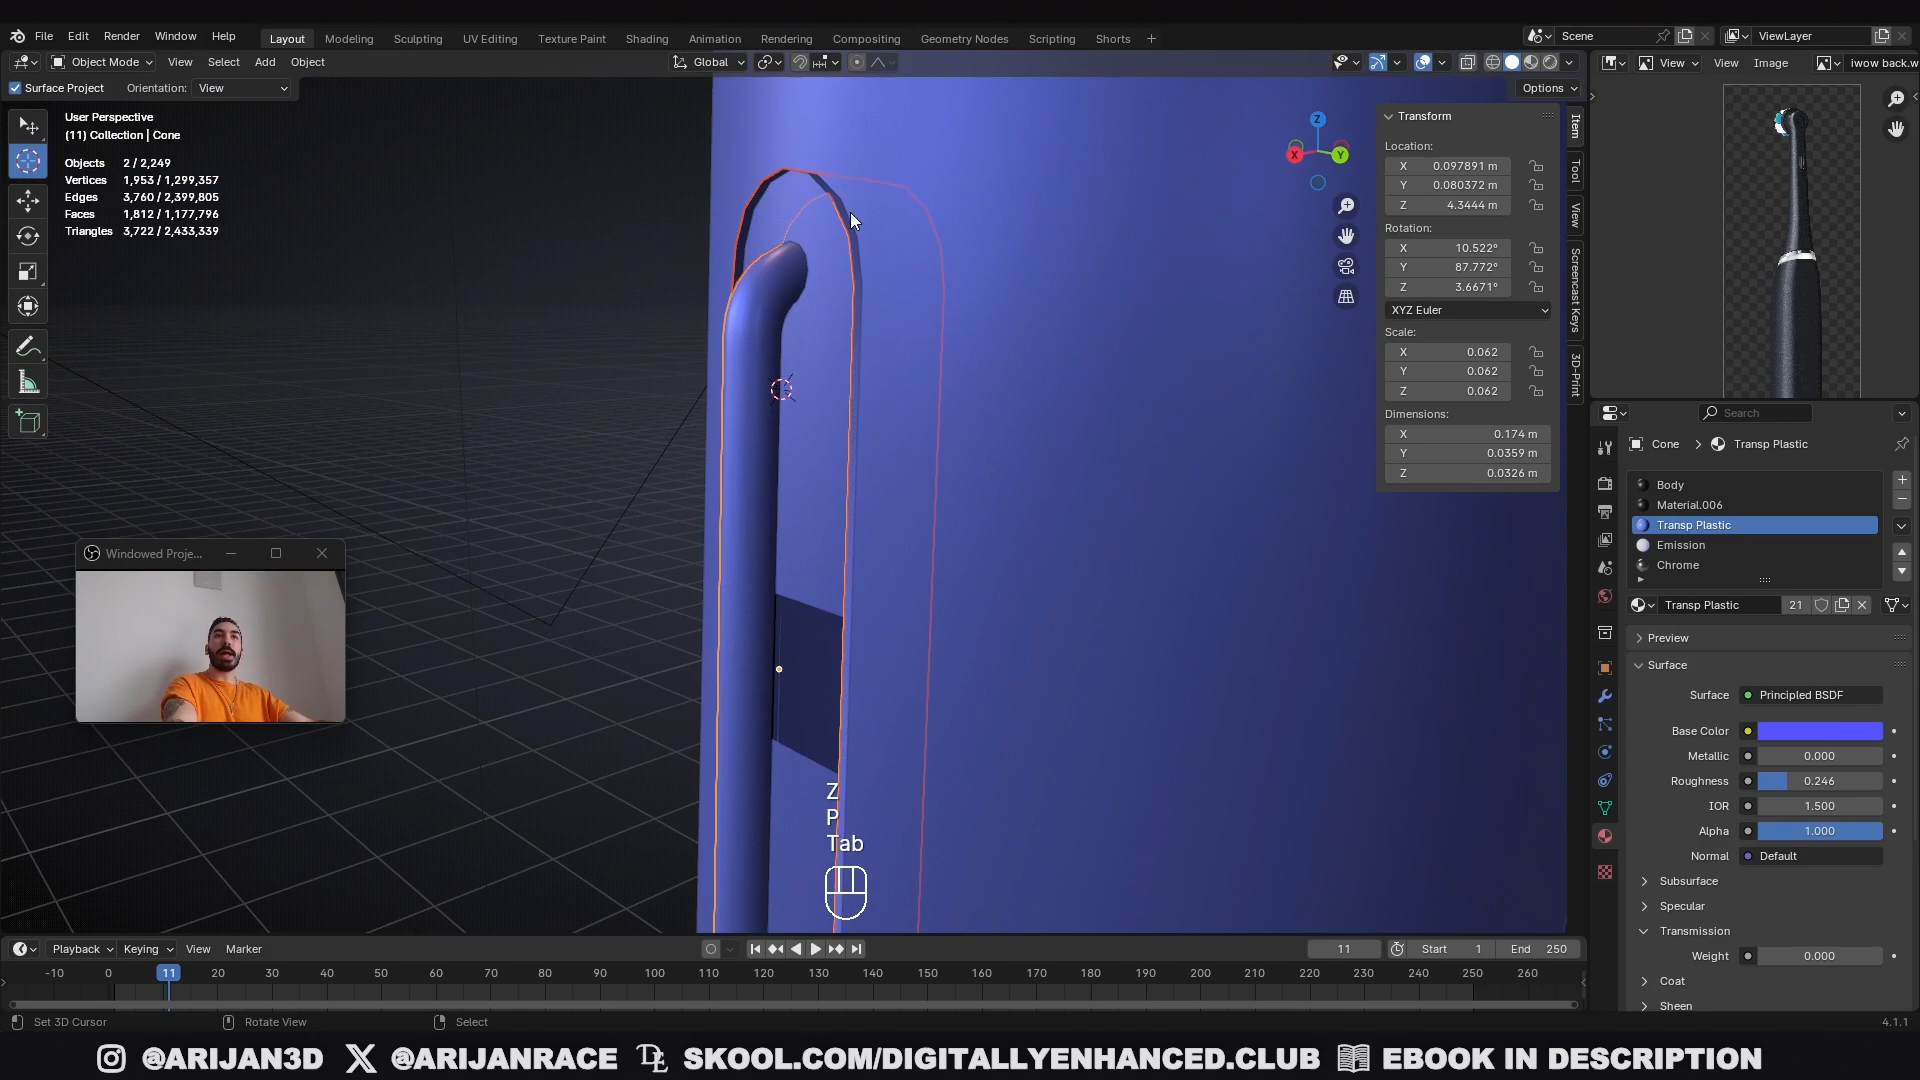 File Edit Render Window Help Layout Modeling Sculpting UV Editing Texture Paint Shading Animation Rendering Compositing Geometry Nodes Scripting Shorts + Scene ViewLayer
Object Mode View Select Add Object Global View View Image iwow back.w
Surface Project Orientation: View Options
User Perspective
(11) Collection | Cone
Objects 2 / 2,249
Vertices 1,953 / 1,299,357
Edges 3,760 / 2,399,805
Faces 1,812 / 1,177,796
Triangles 3,722 / 2,433,339
Z
X
Y
Transform
Location:
X 0.097891 m
Y 0.080372 m
Z 4.3444 m
Rotation:
X 10.522°
Y 87.772°
Z 3.6671°
XYZ Euler
Scale:
X 0.062
Y 0.062
Z 0.062
Dimensions:
X 0.174 m
Y 0.0359 m
Z 0.0326 m
Item
Tool
View
Screencast Keys
3D-Print
Search
Cone > Transp Plastic
Body
Material.006
Transp Plastic
Emission
Chrome
Transp Plastic 21
Preview
Surface
Surface Principled BSDF
Base Color
Metallic 0.000
Roughness 0.246
IOR 1.500
Alpha 1.000
Normal Default
Subsurface
Specular
Transmission
Weight 0.000
Coat
Sheen
Windowed Proje...
Z
P
Tab
Playback Keying View Marker 11 Start 1 End 250
-10 0 11 20 30 40 50 60 70 80 90 100 110 120 130 140 150 160 170 180 190 200 210 220 230 240 250 260
Set 3D Cursor Rotate View Select 4.1.1
@ARIJAN3D @ARIJANRACE SKOOL.COM/DIGITALLYENHANCED.CLUB EBOOK IN DESCRIPTION